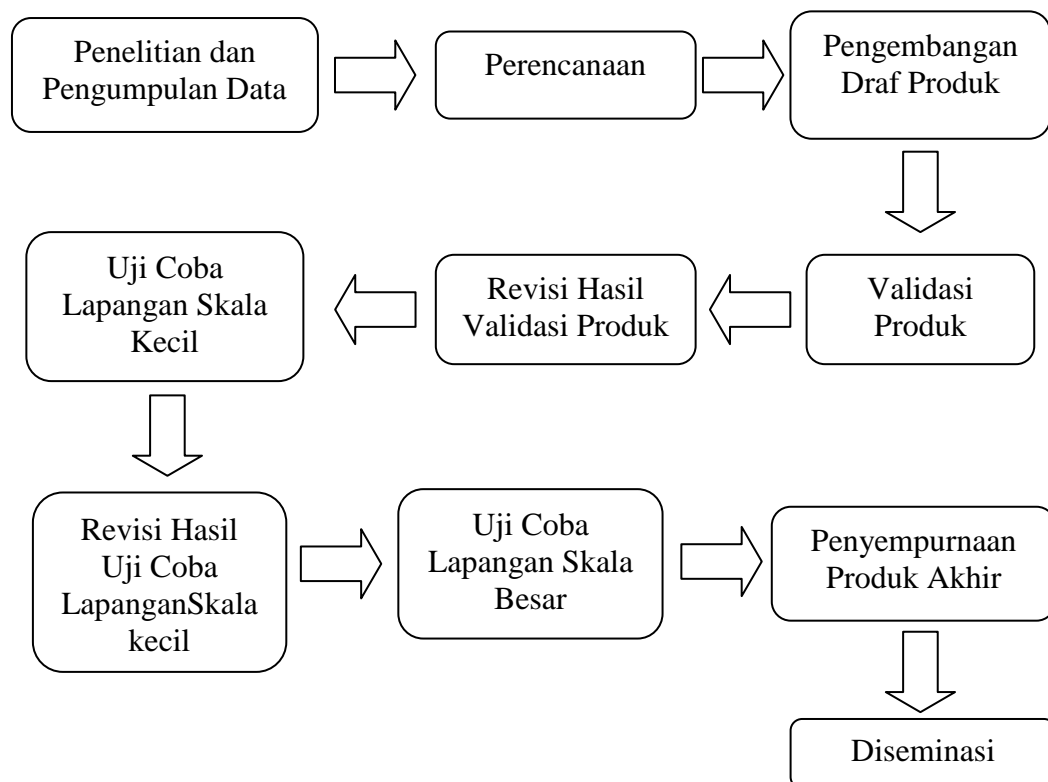 Penelitian dan
Pengumpulan Data
Perencanaan
Pengembangan
Draf Produk
Validasi
Produk
Revisi Hasil
Validasi Produk
Uji Coba
Lapangan Skala
Kecil
Revisi Hasil
Uji Coba
LapanganSkala
kecil
Uji Coba
Lapangan Skala
Besar
Penyempurnaan
Produk Akhir
Diseminasi